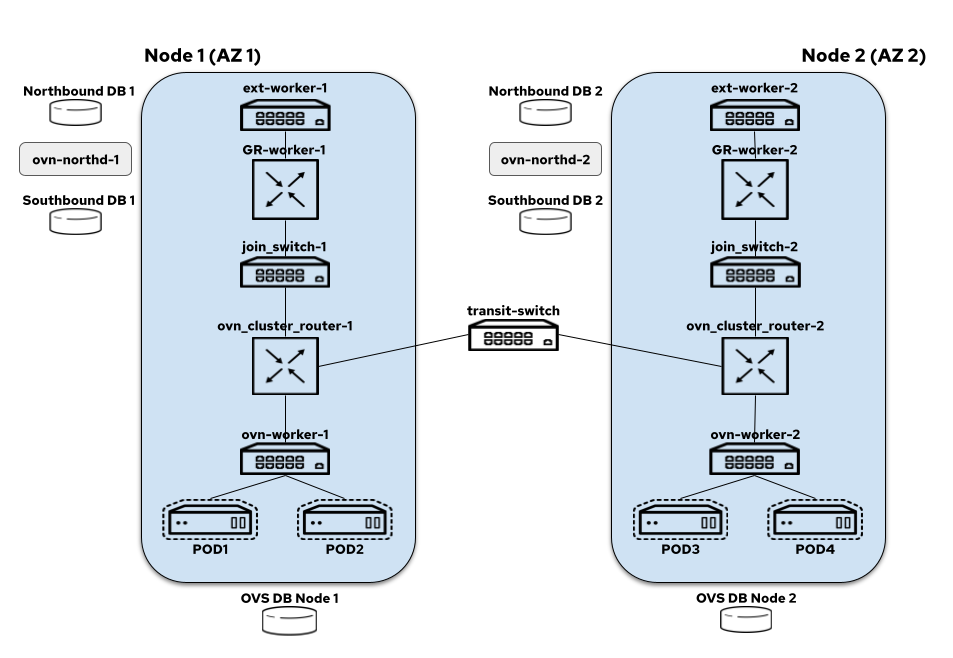 Node 1 (AZ 1)
Northbound DB 1
ovn-northd-1
Southbound DB 1
ext-worker-1
GR-worker-1
join_switch-1
ovn_cluster_router-1
ovn-worker-1
POD1
POD2
OVS DB Node 1
transit-switch
Node 2 (AZ 2)
Northbound DB 2
ovn-northd-2
Southbound DB 2
ext-worker-2
GR-worker-2
join_switch-2
ovn_cluster_router-2
ovn-worker-2
POD3
POD4
OVS DB Node 2